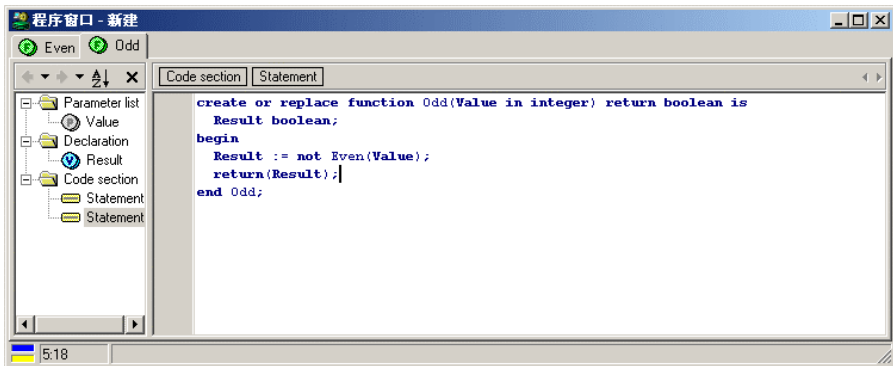 程序窗口 - 新建
Even Odd
Code section Statement
Parameter list
Value
Declaration
Result
Code section
Statement
Statement
create or replace function Odd(Value in integer) return boolean is
Result boolean;
begin
Result := not Even(Value);
return(Result);
end Odd;
5:18